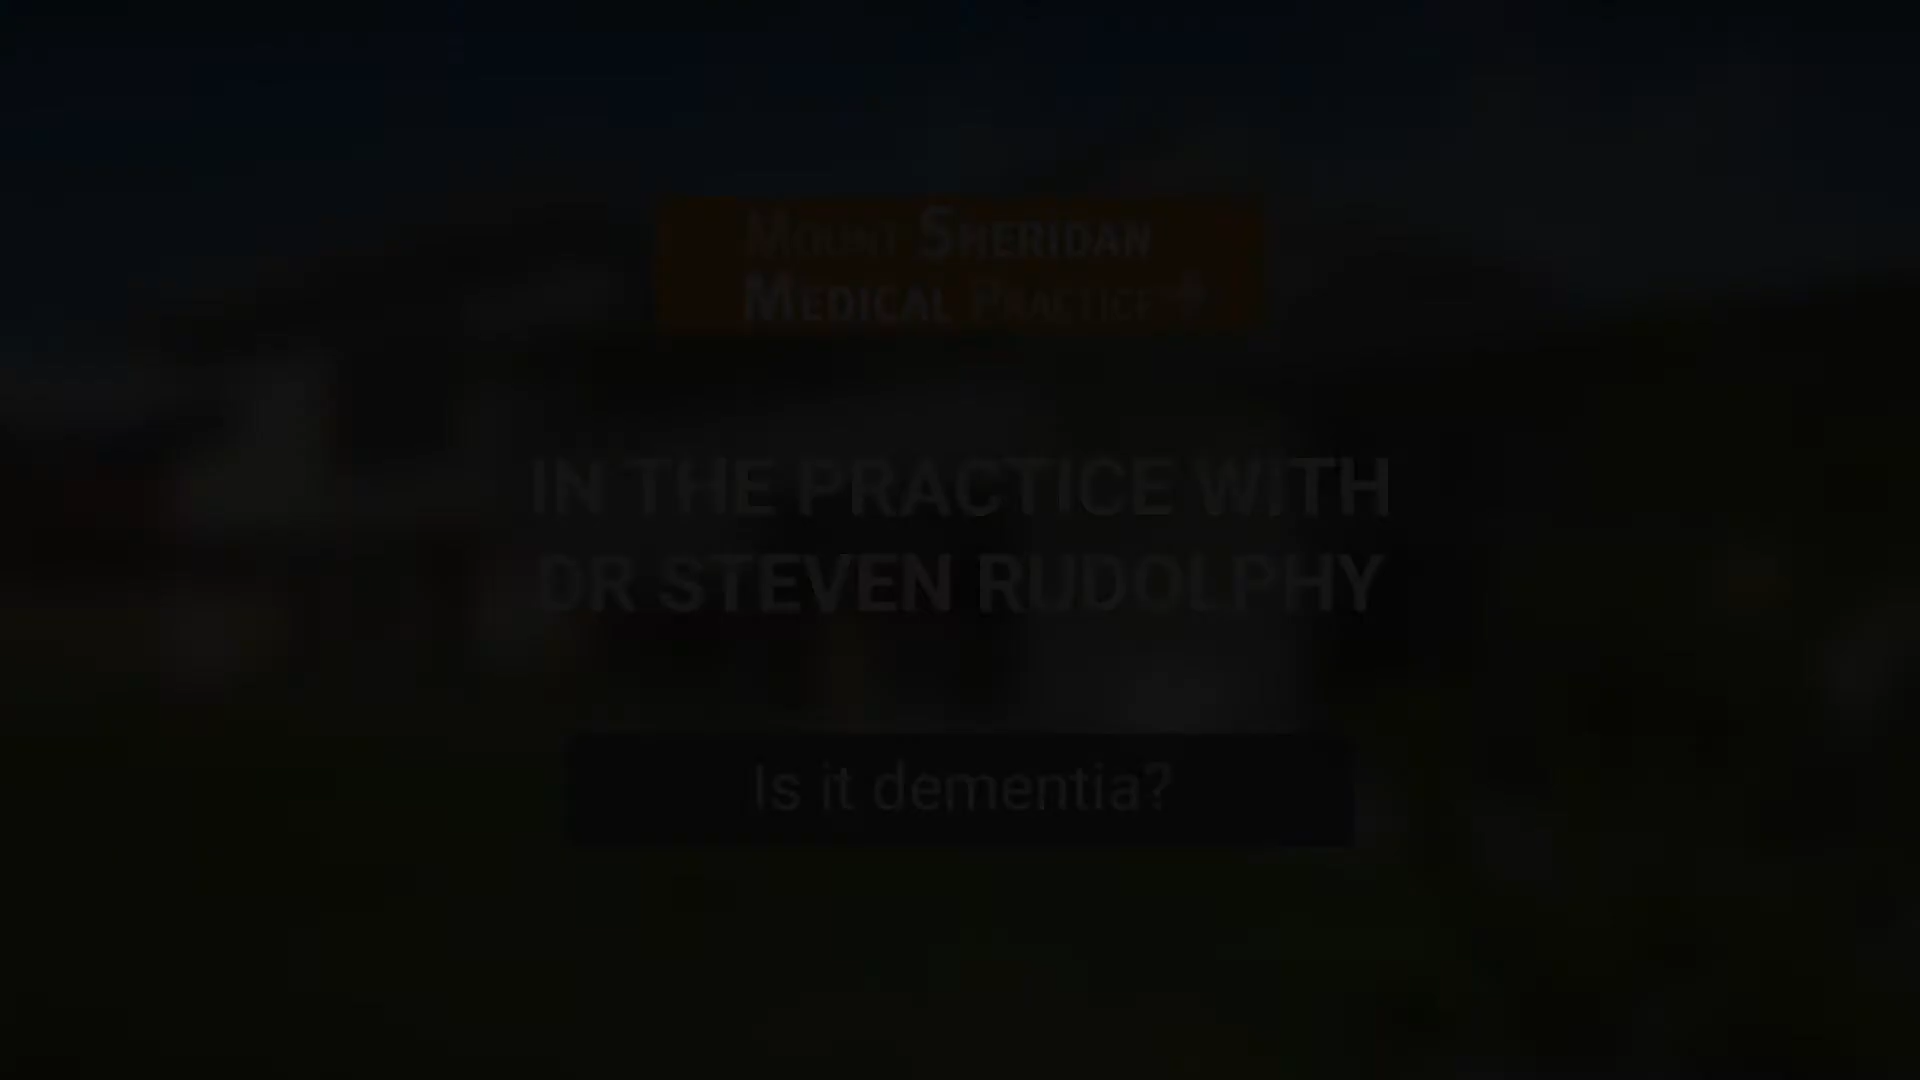 Mount Sheridan
Medical Practice +
IN THE PRACTICE WITH
DR STEVEN RUDOLPHY
Is it dementia?